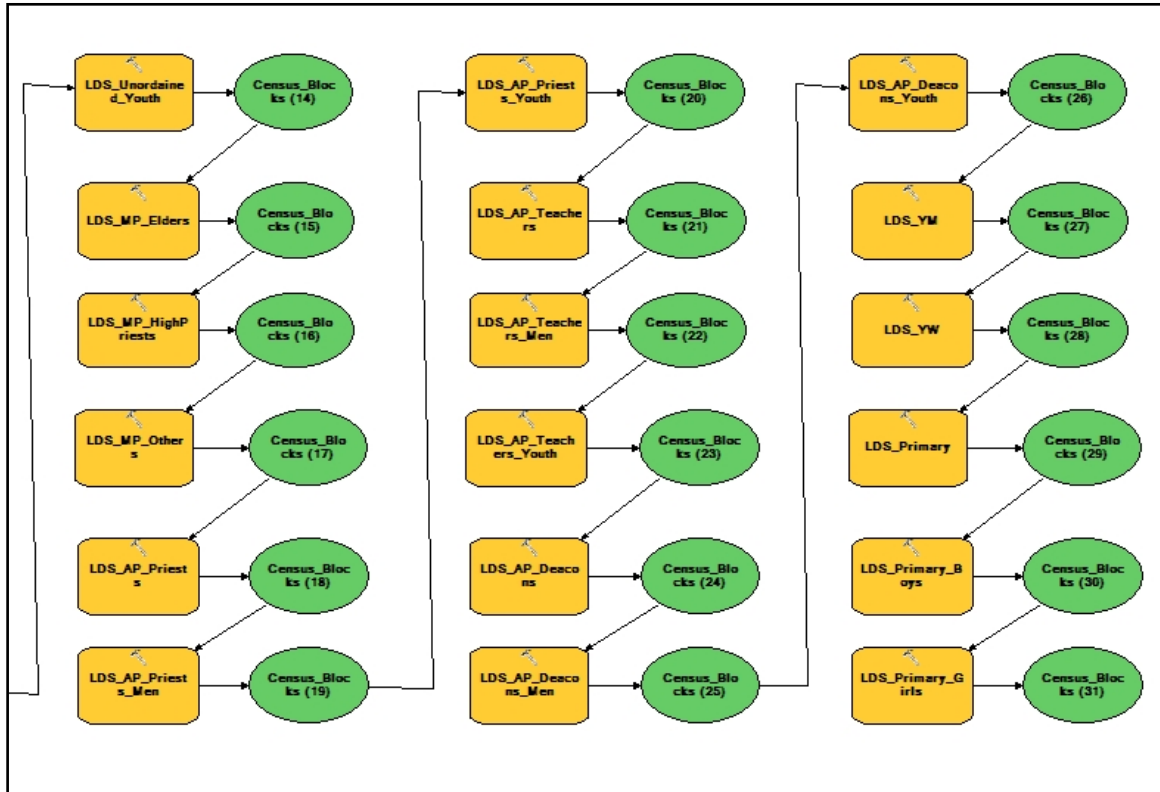 LDS_Unordaine
d_Youth
Census_Bloc
ks (14)
LDS_MP_Elders
Census_Blo
cks (15)
LDS_MP_HighP
riests
Census_Blo
cks (16)
LDS_MP_Other
s
Census_Blo
cks (17)
LDS_AP_Priest
s
Census_Bloc
ks (18)
LDS_AP_Priest
s_Men
Census_Bloc
ks (19)
LDS_AP_Priest
s_Youth
Census_Bloc
ks (20)
LDS_AP_Teache
rs
Census_Bloc
ks (21)
LDS_AP_Teache
rs_Men
Census_Bloc
ks (22)
LDS_AP_Teach
ers_Youth
Census_Bloc
ks (23)
LDS_AP_Deaco
ns
Census_Blo
cks (24)
LDS_AP_Deaco
ns_Men
Census_Blo
cks (25)
LDS_AP_Deaco
ns_Youth
Census_Blo
cks (26)
LDS_YM
Census_Blo
cks (27)
LDS_YW
Census_Bloc
ks (28)
LDS_Primary
Census_Blo
cks (29)
LDS_Primary_B
oys
Census_Bloc
ks (30)
LDS_Primary_G
irls
Census_Bloc
ks (31)